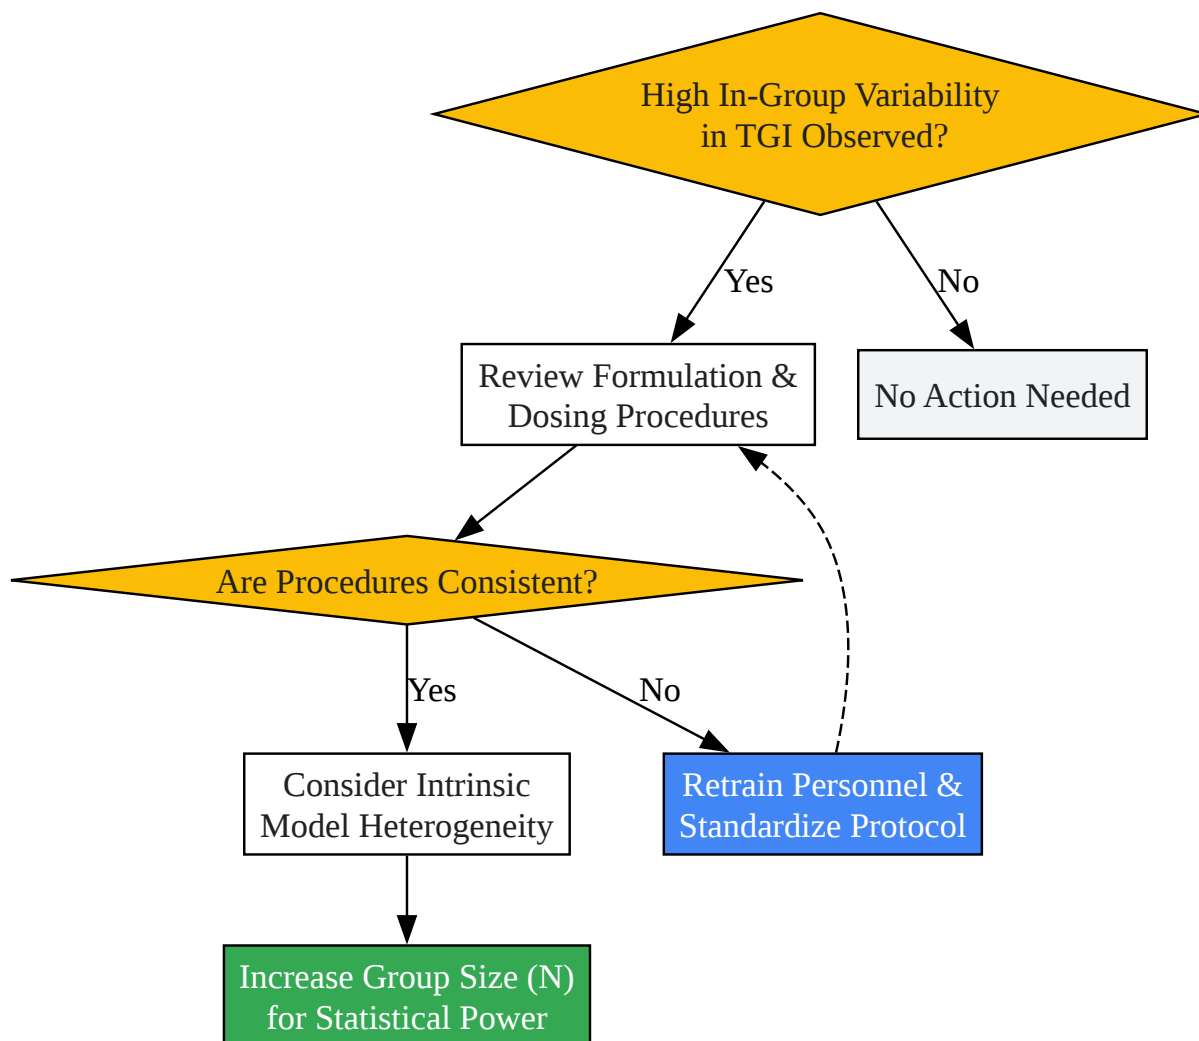 High In-Group Variability
in TGI Observed?
Yes
No
Review Formulation &
Dosing Procedures
No Action Needed
Are Procedures Consistent?
Yes
No
Consider Intrinsic
Model Heterogeneity
Retrain Personnel &
Standardize Protocol
Increase Group Size (N)
for Statistical Power